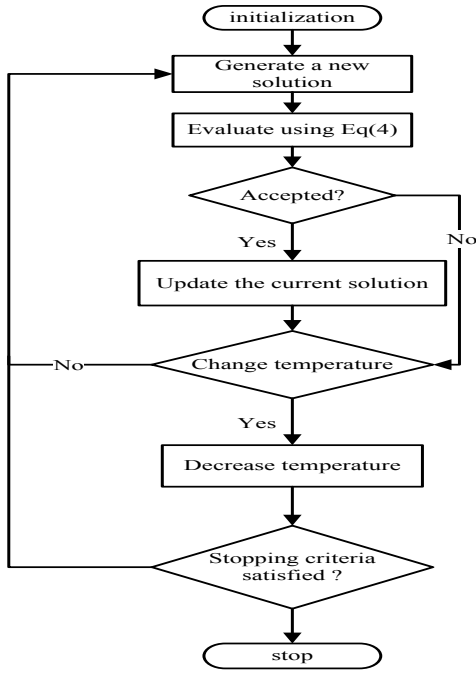 initialization
Generate a new
solution
Evaluate using Eq(4)
Accepted?
Yes
No
Update the current solution
Change temperature
No
Yes
Decrease temperature
Stopping criteria
satisfied ?
stop